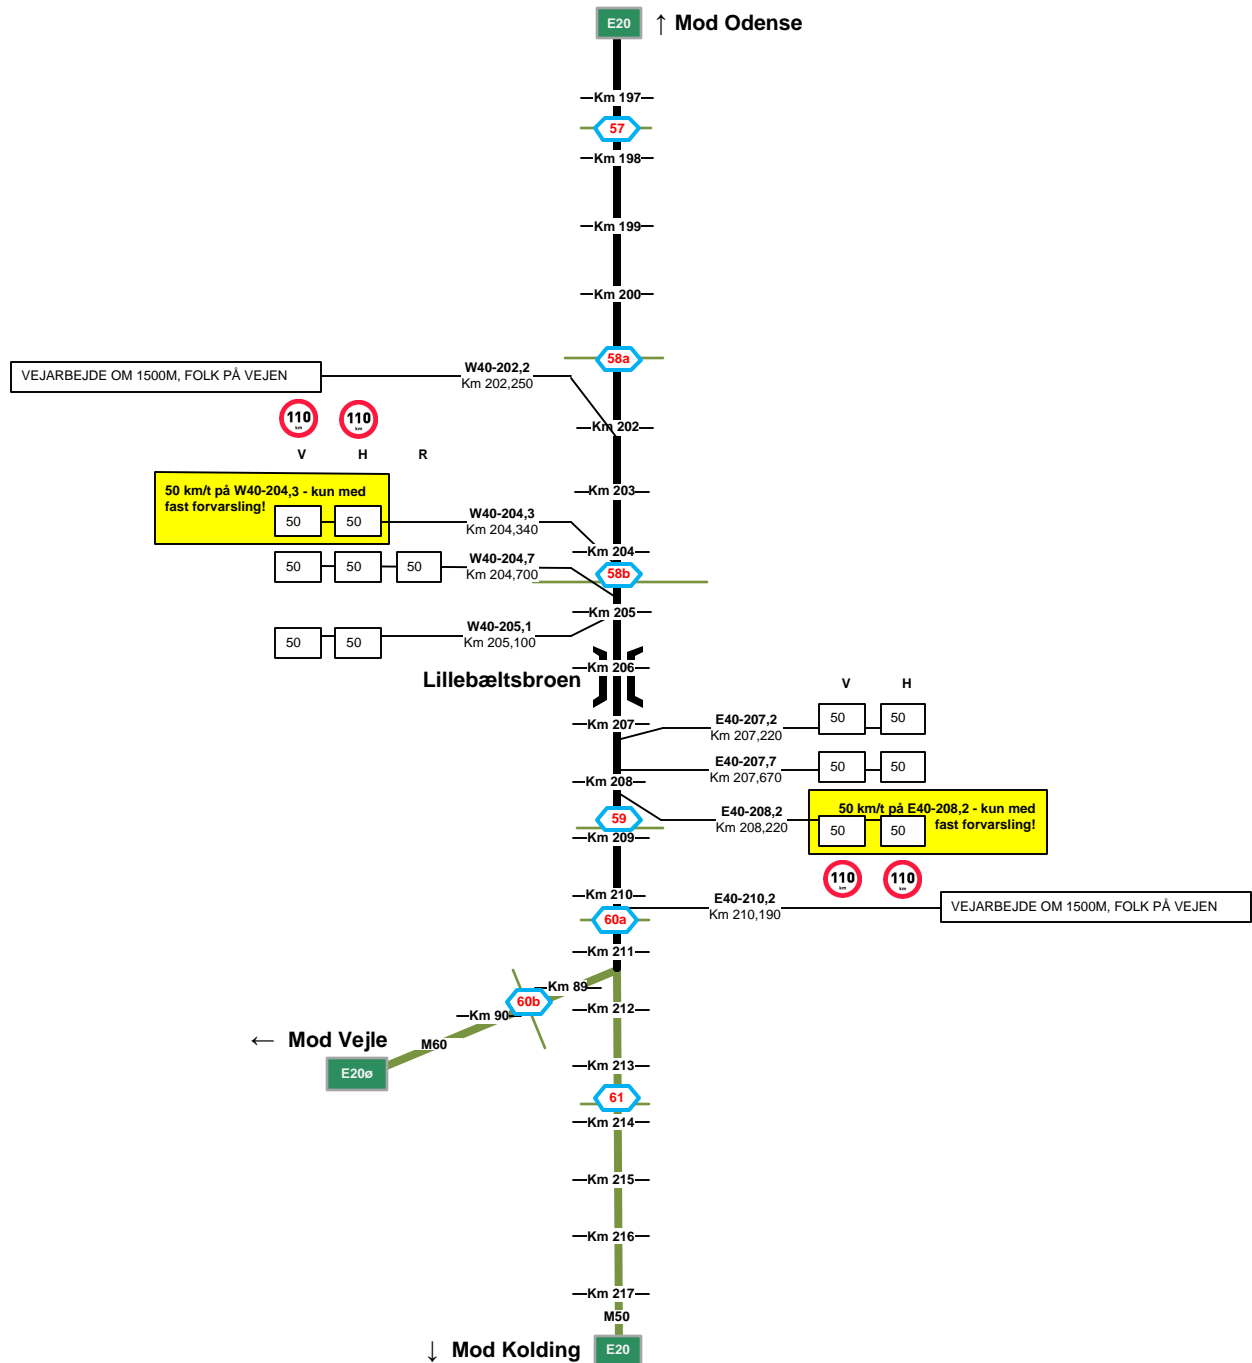 E20 ↑ Mod Odense
Km 197
57
Km 198
Km 199
Km 200
58a
VEJARBEJDE OM 1500M, FOLK PÅ VEJEN
W40-202,2
Km 202,250
110 km
110 km
Km 202
V H R
50 km/t på W40-204,3 - kun med
fast forvarsling!
Km 203
50 50
W40-204,3
Km 204,340
Km 204
50 50 50
W40-204,7
Km 204,700
58b
Km 205
50 50
W40-205,1
Km 205,100
Km 206
Lillebæltsbroen
V H
Km 207
E40-207,2
Km 207,220
50 50
E40-207,7
Km 207,670
50 50
Km 208
E40-208,2
Km 208,220
50 km/t på E40-208,2 - kun med
fast forvarsling!
50 50
59
Km 209
110 km
110 km
Km 210
E40-210,2
Km 210,190
VEJARBEJDE OM 1500M, FOLK PÅ VEJEN
60a
Km 211
Km 89
60b
Km 90
Km 212
← Mod Vejle
M60
E20ø
Km 213
61
Km 214
Km 215
Km 216
Km 217
M50
↓ Mod Kolding E20